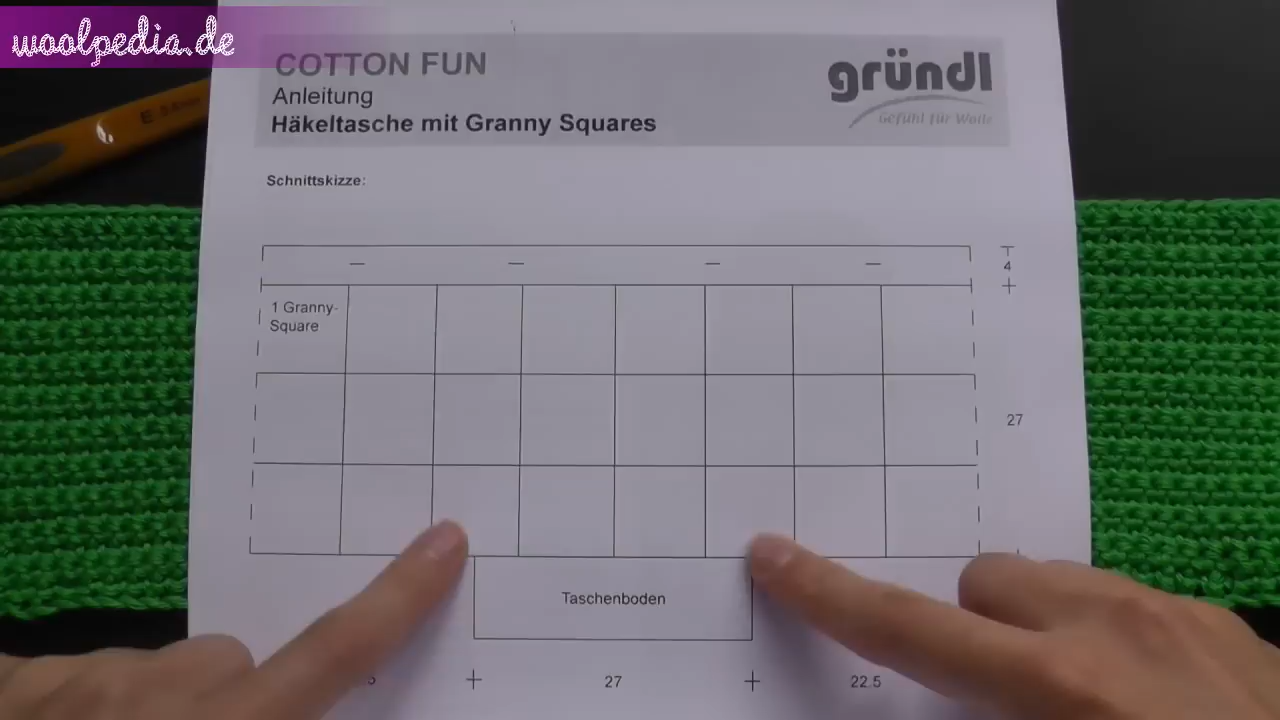 woolpedia.de
COTTON FUN
Anleitung
Häkeltasche mit Granny Squares
gründl
Gefühl für Wolle
E
Schnittskizze:
4
1 Granny-
Square
27
Taschenboden
27
22.5